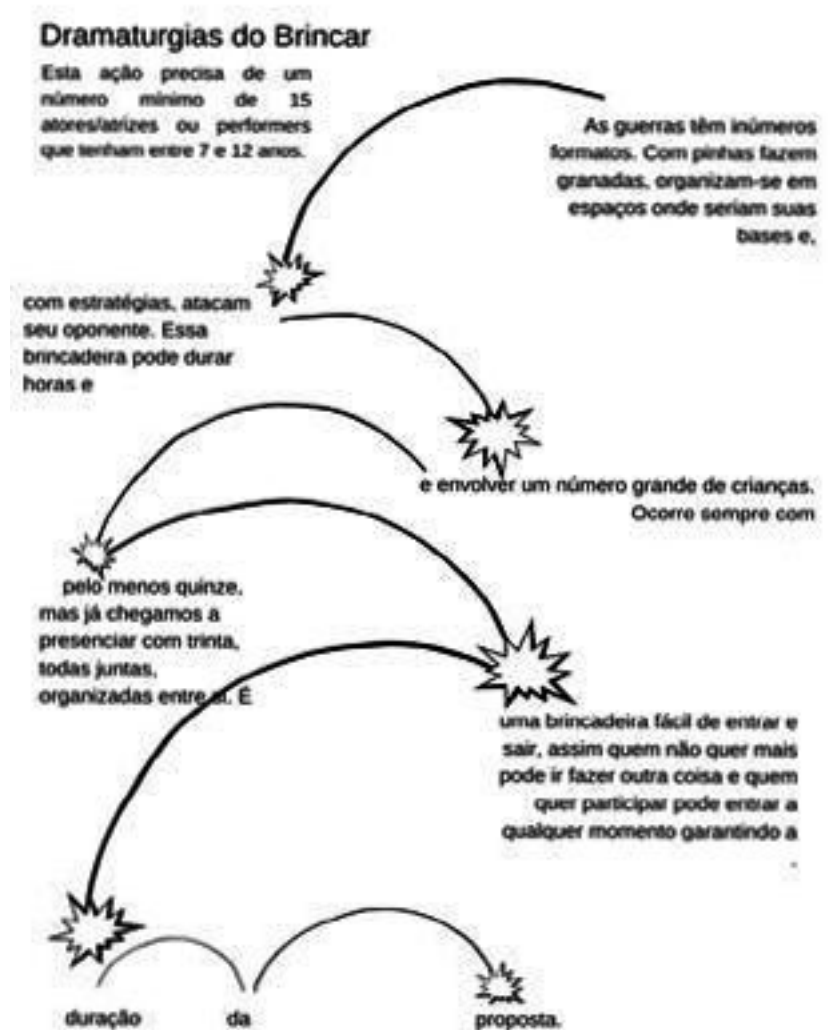 Dramaturgias do Brincar
Esta ação precisa de um
número mínimo de 15
atores/atrizes ou performers
que tenham entre 7 e 12 anos.
As guerras têm inúmeros
formatos. Com pinhas fazem
granadas, organizam-se em
espaços onde seriam suas
bases e,
com estratégias, atacam
seu oponente. Essa
brincadeira pode durar
horas e
e envolver um número grande de crianças.
Ocorre sempre com
pelo menos quinze,
mas já chegamos a
presenciar com trinta,
todas juntas,
organizadas entre si. É
uma brincadeira fácil de entrar e
sair, assim quem não quer mais
pode ir fazer outra coisa e quem
quer participar pode entrar a
qualquer momento garantindo a
.
duração da proposta.